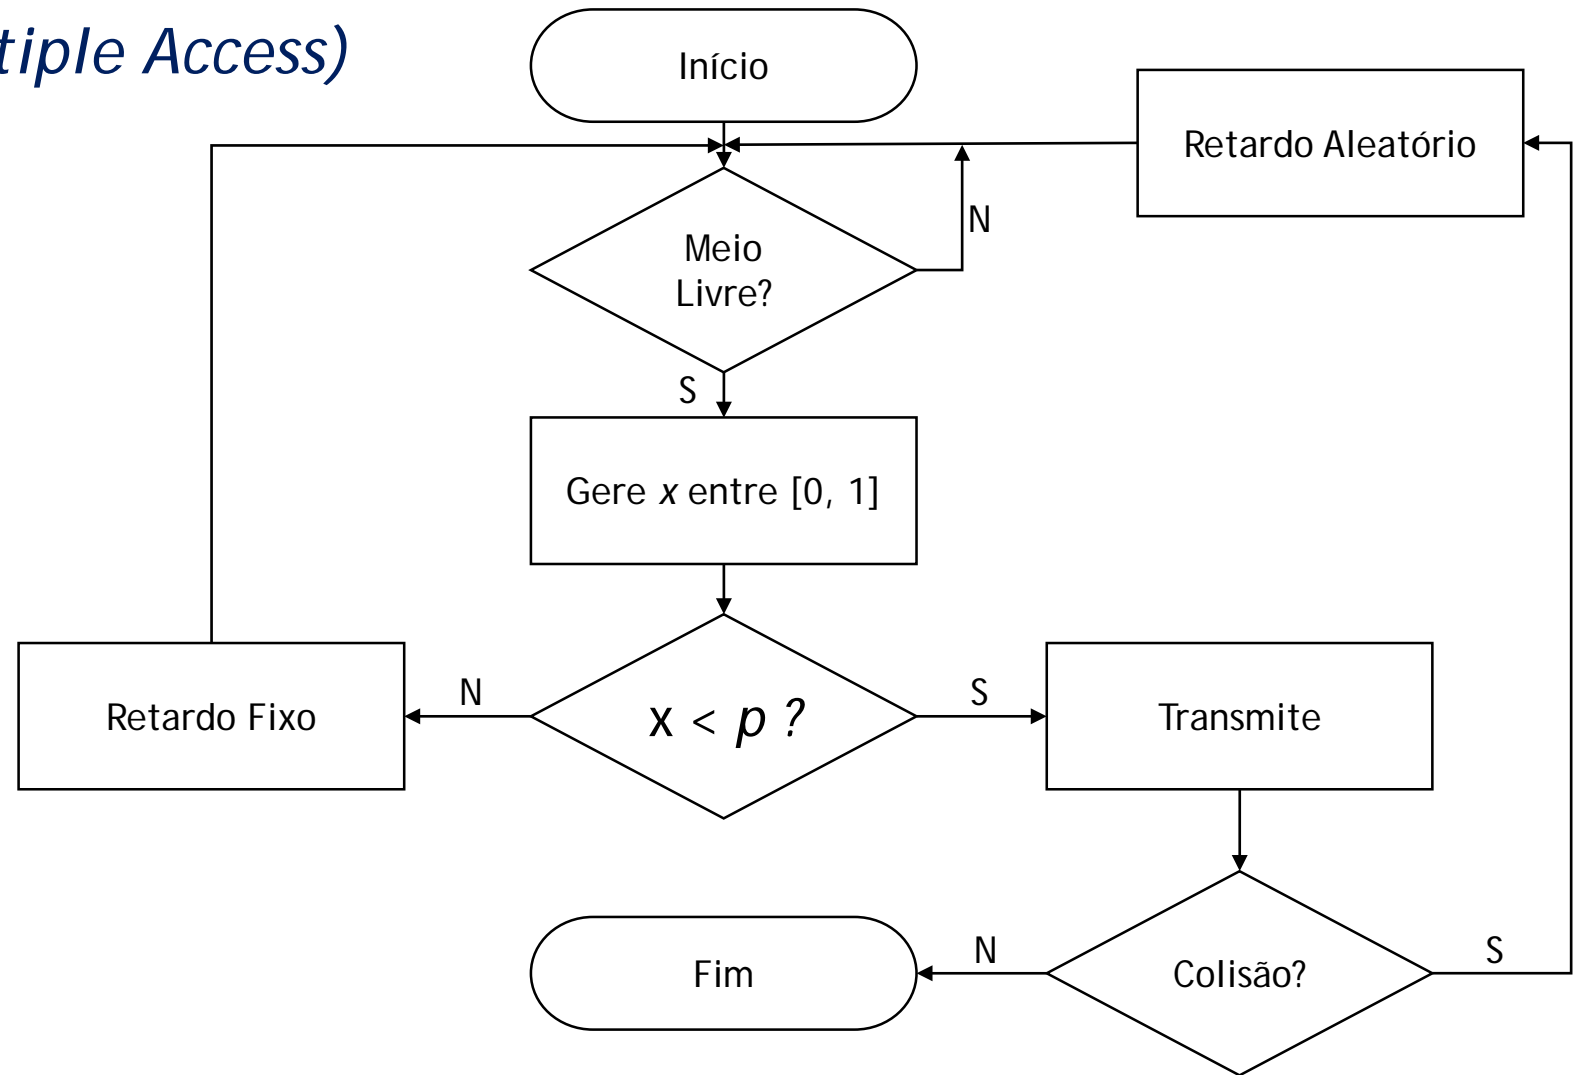 tiple Access)
Início
Retardo Aleatório
Meio
Livre?
N
S
Gere x entre [0, 1]
Retardo Fixo
N
x < p ?
S
Transmite
Fim
N
Colisão?
S